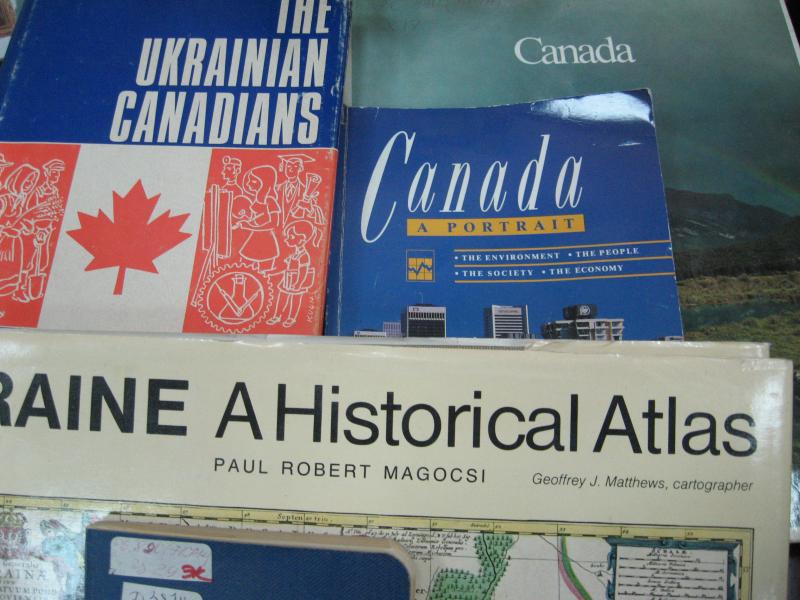 THE
UKRAINIAN
CANADIANS
Canada
Canada
A PORTRAIT
• THE ENVIRONMENT • THE PEOPLE
• THE SOCIETY • THE ECONOMY
RAINE A Historical Atlas
PAUL ROBERT MAGOCSI
Geoffrey J. Matthews, cartographer
Septentrio